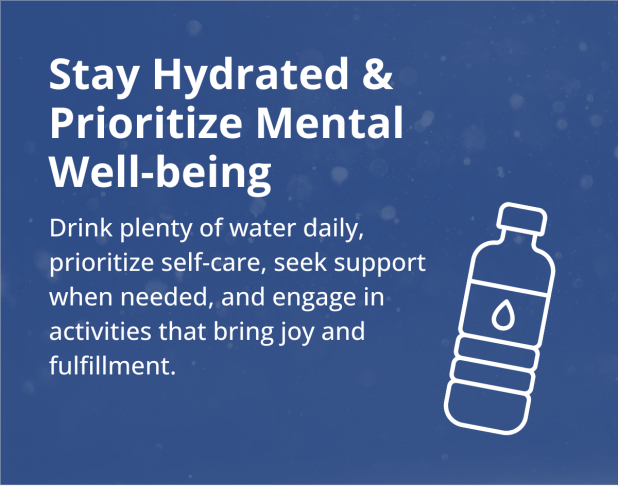 Stay Hydrated &
Prioritize Mental
Well-being
Drink plenty of water daily,
prioritize self-care, seek support
when needed, and engage in
activities that bring joy and
fulfillment.